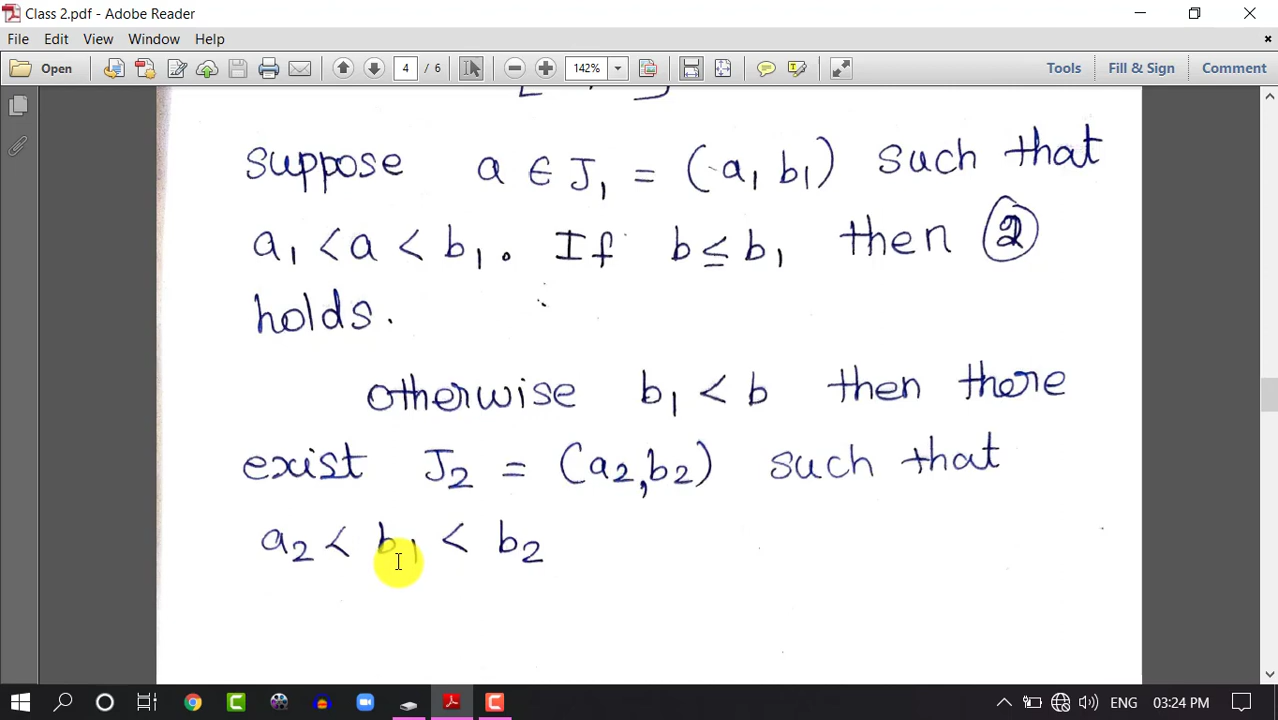 Class 2.pdf - Adobe Reader
File Edit View Window Help
Open 4 / 6 142% Tools Fill & Sign Comment
suppose a ∈ J₁ = (a₁ b₁) such that
a₁ < a < b₁. If b ≤ b₁ then ②
holds.
otherwise b₁ < b then there
exist J₂ = (a₂,b₂) such that
a₂ < b₁ < b₂
ENG 03:24 PM